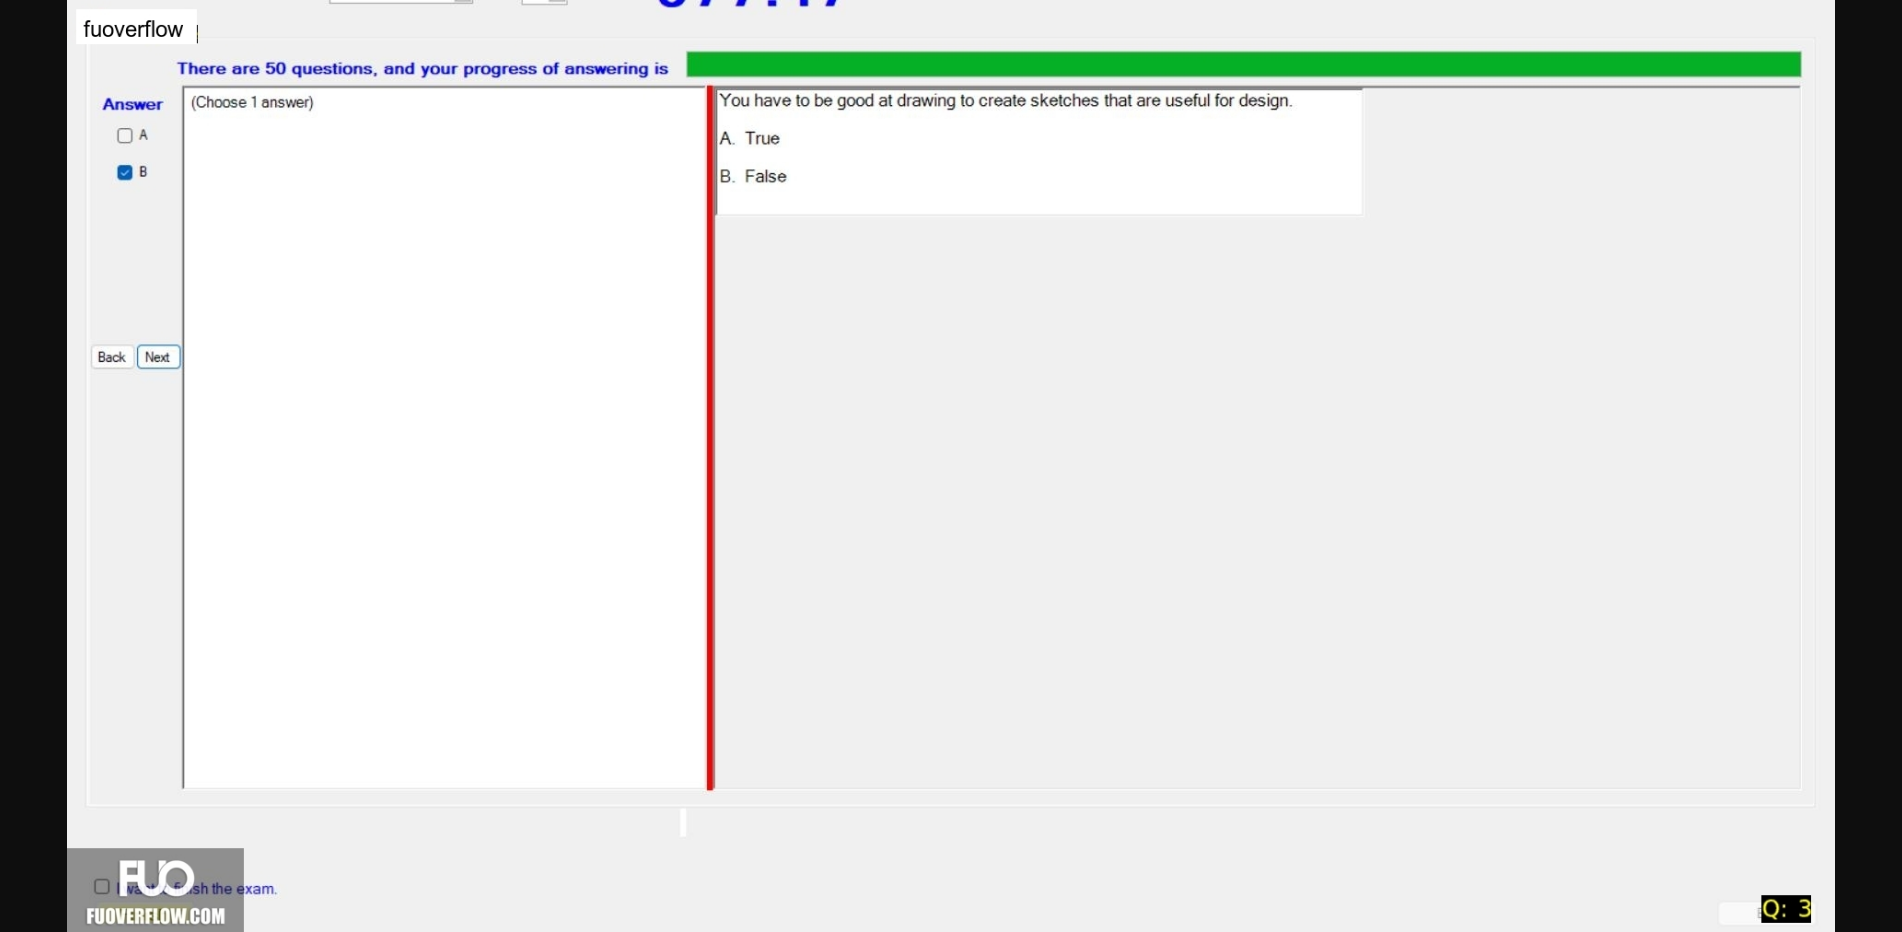 fuoverflow
There are 50 questions, and your progress of answering is
Answer
(Choose 1 answer)
A
B
You have to be good at drawing to create sketches that are useful for design.
A. True
B. False
Back Next
FUO
sh the exam.
FUOVERFLOW.COM
Q: 3